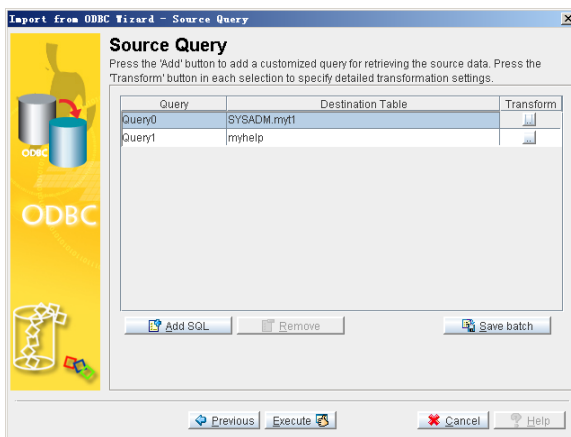 Import from ODBC Wizard - Source Query
Source Query
Press the 'Add' button to add a customized query for retrieving the source data. Press the
'Transform' button in each selection to specify detailed transformation settings.
Query Destination Table Transform
Query0 SYSADM.myt1 ...
Query1 myhelp ...
ODBC
ODBC
Add SQL Remove Save batch
Previous Execute Cancel Help